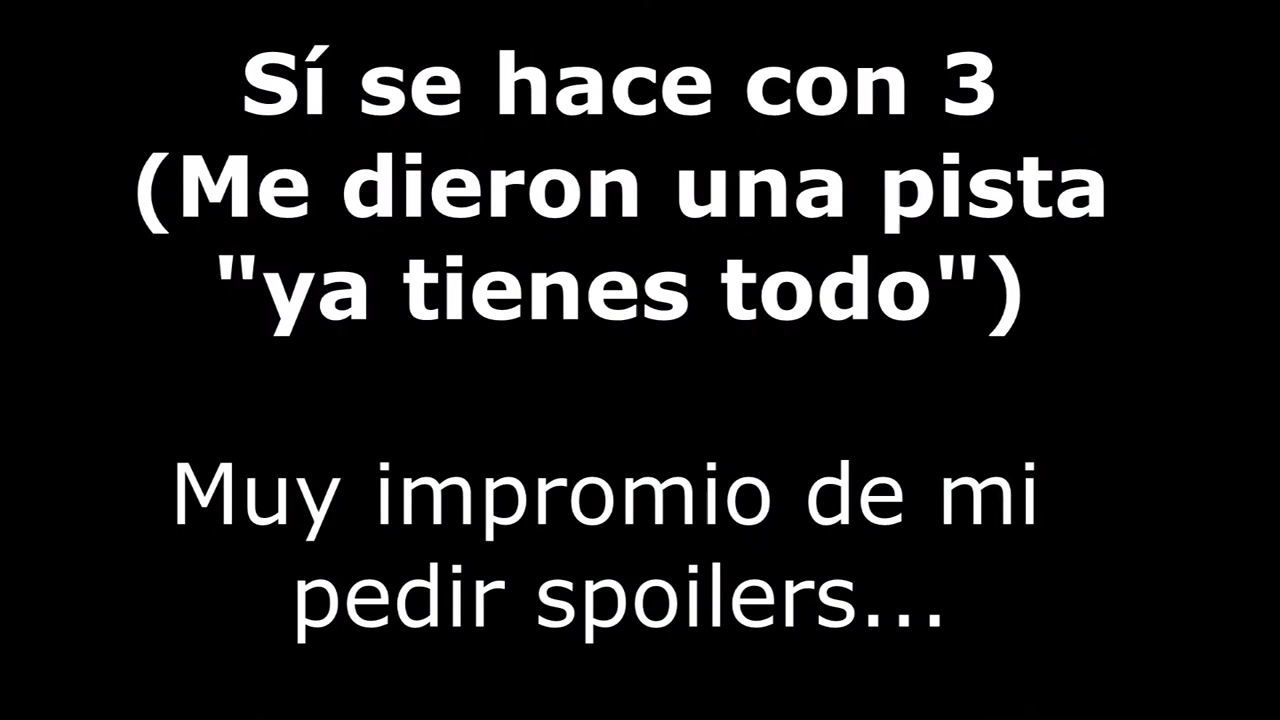 Sí se hace con 3
(Me dieron una pista
"ya tienes todo")
Muy impromio de mi
pedir spoilers...